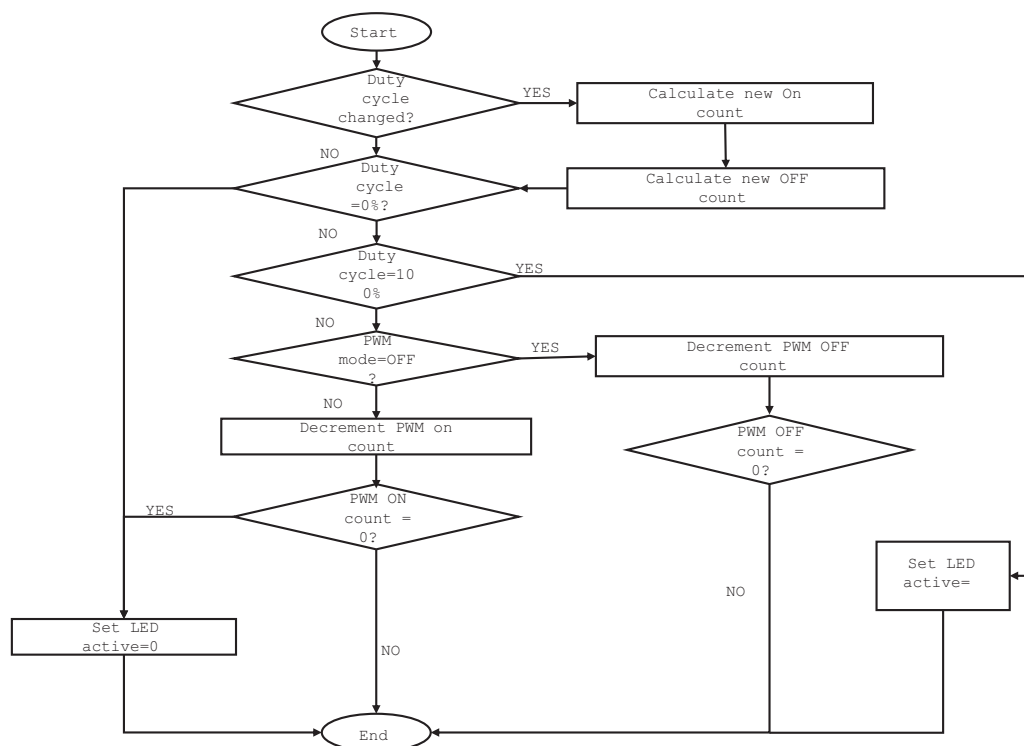 Start
Duty
cycle
changed?
YES
Calculate new On
count
NO
Duty
cycle
=0%?
Calculate new OFF
count
NO
Duty
cycle=10
0%
YES
NO
PWM
mode=OFF
?
YES
Decrement PWM OFF
count
NO
Decrement PWM on
count
PWM OFF
count =
0?
YES
PWM ON
count =
0?
Set LED
active=
NO
Set LED
active=0
NO
End